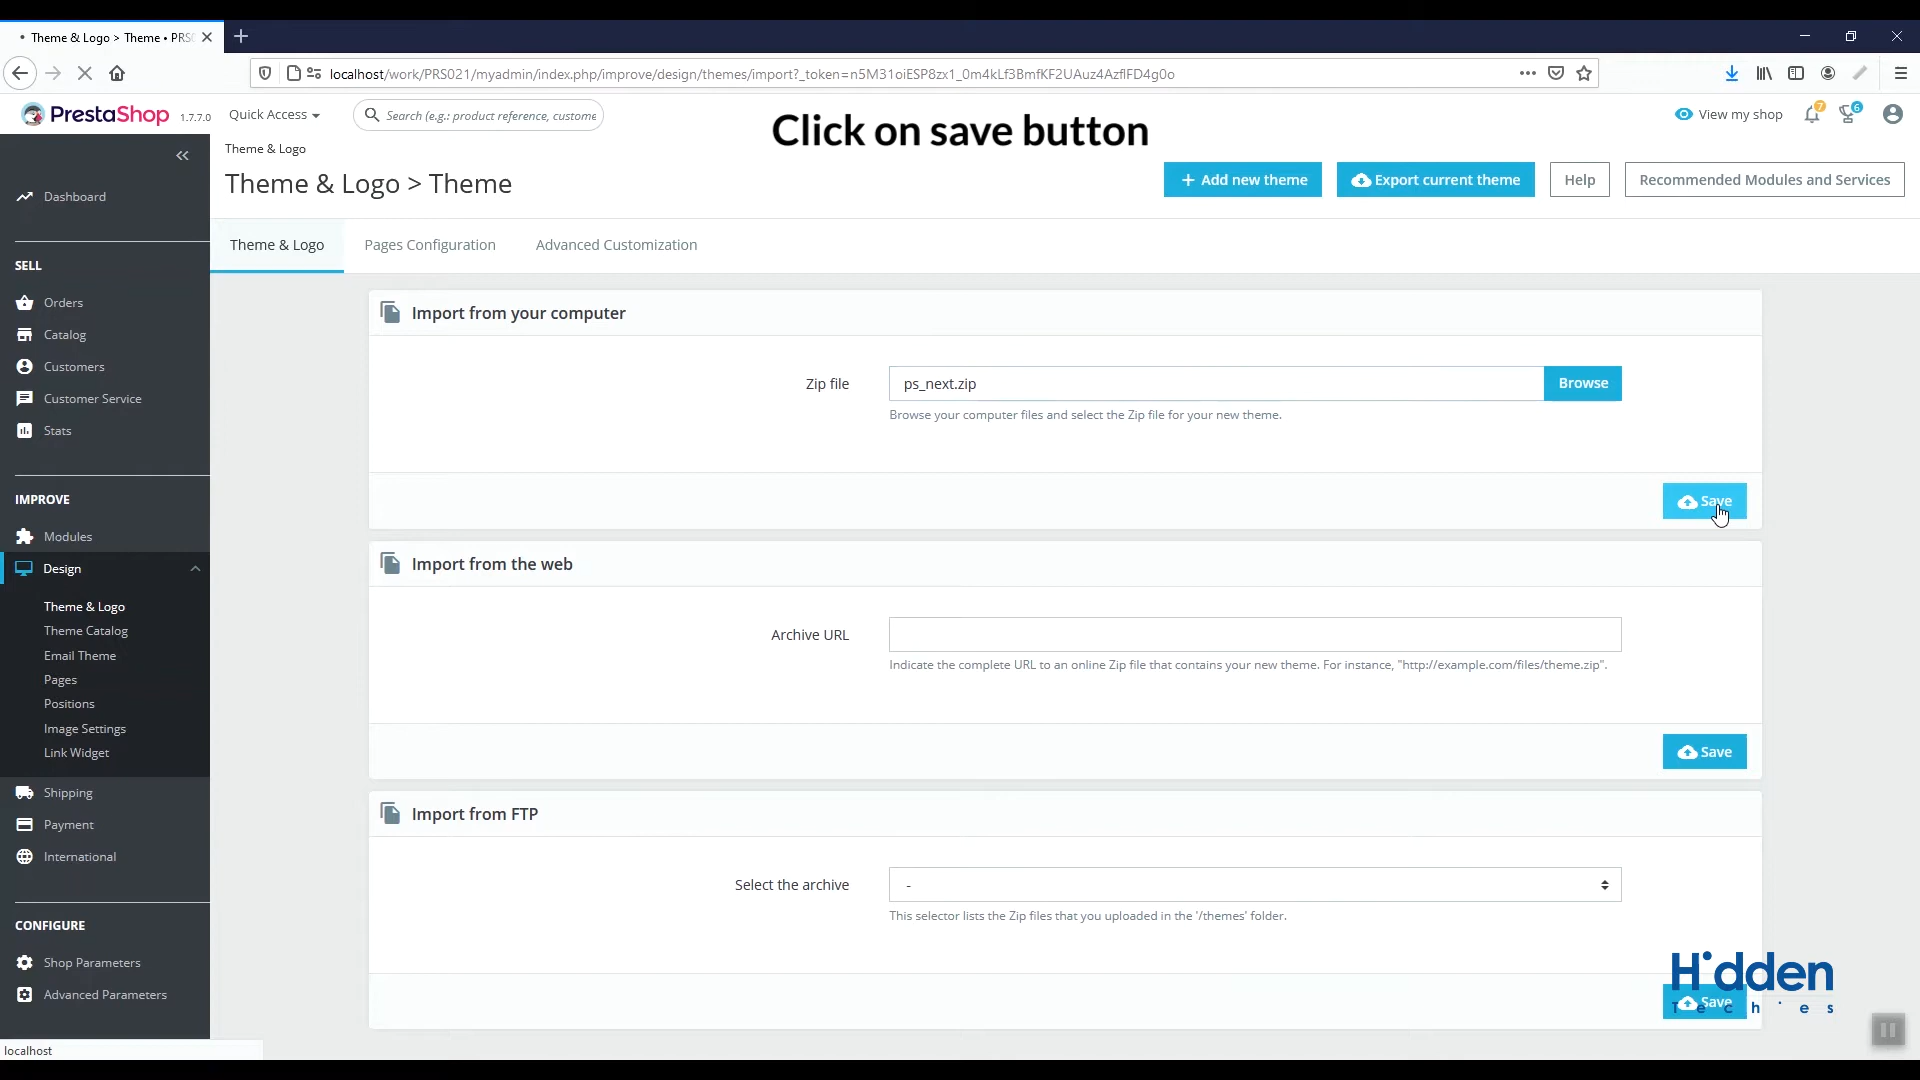 Theme & Logo > Theme • PRS
localhost/work/PRS021/myadmin/index.php/improve/design/themes/import?_token=n5M31oiESP8zx1_0m4kLf3BmfKF2UAuz4AzflFD4g0o
PrestaShop 1.7.7.0 Quick Access Search (e.g.: product reference, custome View my shop 7 6
Click on save button
Theme & Logo
Theme & Logo > Theme
Add new theme Export current theme Help Recommended Modules and Services
Theme & Logo Pages Configuration Advanced Customization
Dashboard
SELL
Orders
Catalog
Customers
Customer Service
Stats
IMPROVE
Modules
Design
Theme & Logo
Theme Catalog
Email Theme
Pages
Positions
Image Settings
Link Widget
Shipping
Payment
International
CONFIGURE
Shop Parameters
Advanced Parameters
Import from your computer
Zip file ps_next.zip Browse
Browse your computer files and select the Zip file for your new theme.
Save
Import from the web
Archive URL
Indicate the complete URL to an online Zip file that contains your new theme. For instance, "http://example.com/files/theme.zip".
Save
Import from FTP
Select the archive -
This selector lists the Zip files that you uploaded in the '/themes' folder.
Save
Hidden
Techies
localhost